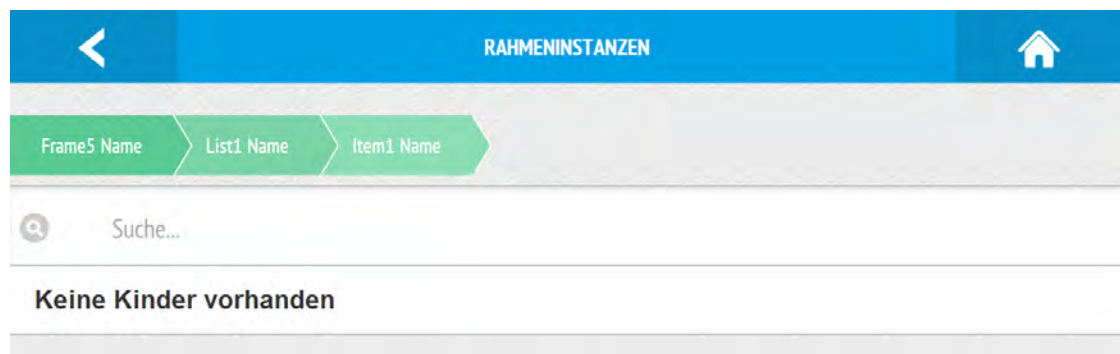 RAHMENINSTANZEN
Frame5 Name List1 Name Item1 Name
Suche...
Keine Kinder vorhanden